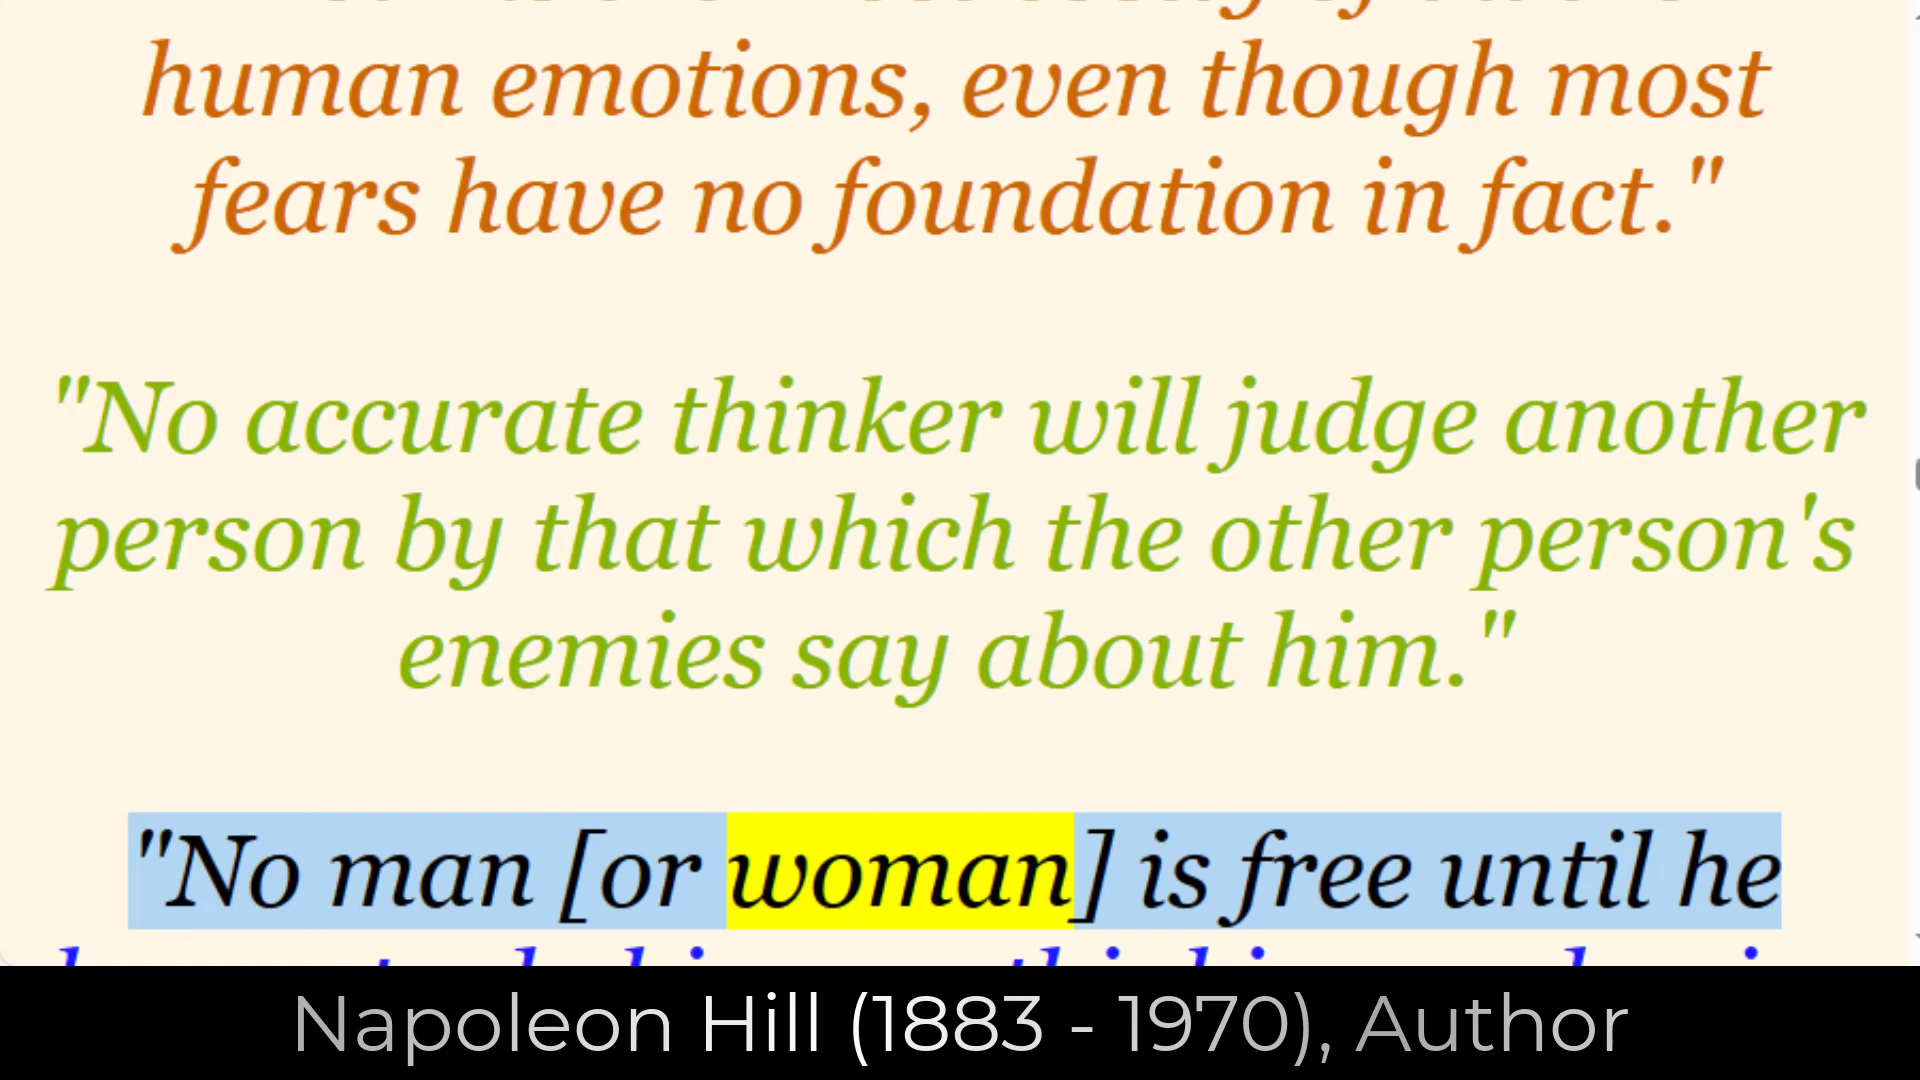 human emotions, even though most
fears have no foundation in fact."
"No accurate thinker will judge another
person by that which the other person's
enemies say about him."
"No man [or woman] is free until he
Napoleon Hill (1883 - 1970), Author